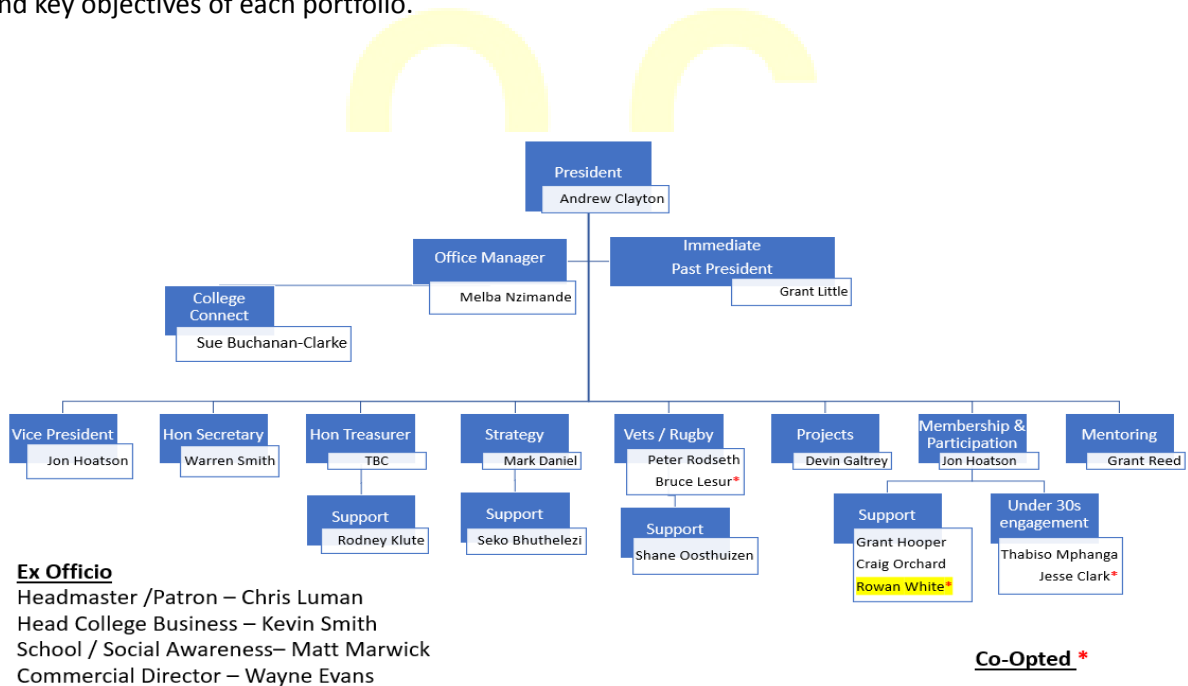 nd key objectives of each portfolio.
President
Andrew Clayton
Office Manager
Melba Nzimande
Immediate
Past President
Grant Little
College
Connect
Sue Buchanan-Clarke
Vice President
Jon Hoatson
Hon Secretary
Warren Smith
Hon Treasurer
TBC
Support
Rodney Klute
Strategy
Mark Daniel
Support
Seko Bhuthelezi
Vets / Rugby
Peter Rodseth
Bruce Lesur*
Support
Shane Oosthuizen
Projects
Devin Galtrey
Membership &
Participation
Jon Hoatson
Support
Grant Hooper
Craig Orchard
Rowan White*
Under 30s
engagement
Thabiso Mphanga
Jesse Clark*
Mentoring
Grant Reed
Ex Officio
Headmaster /Patron – Chris Luman
Head College Business – Kevin Smith
School / Social Awareness– Matt Marwick
Commercial Director – Wayne Evans
Co-Opted *